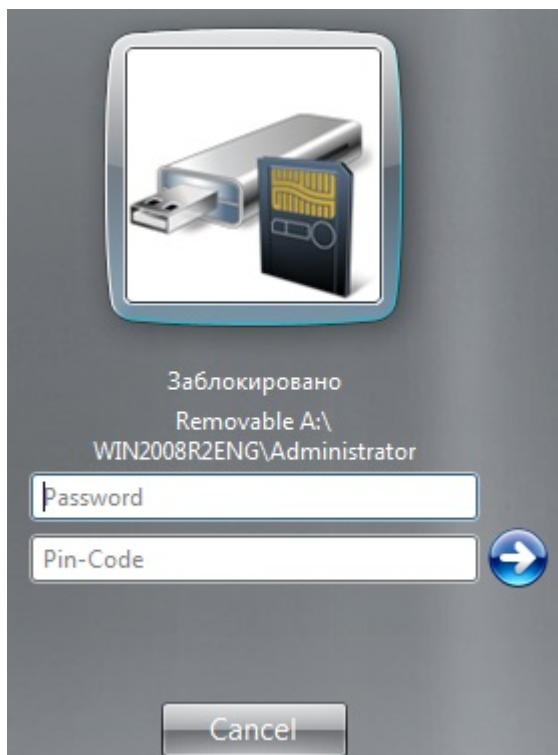 Заблокировано
Removable A:\
WIN2008R2ENG\Administrator
Password
Pin-Code
Cancel